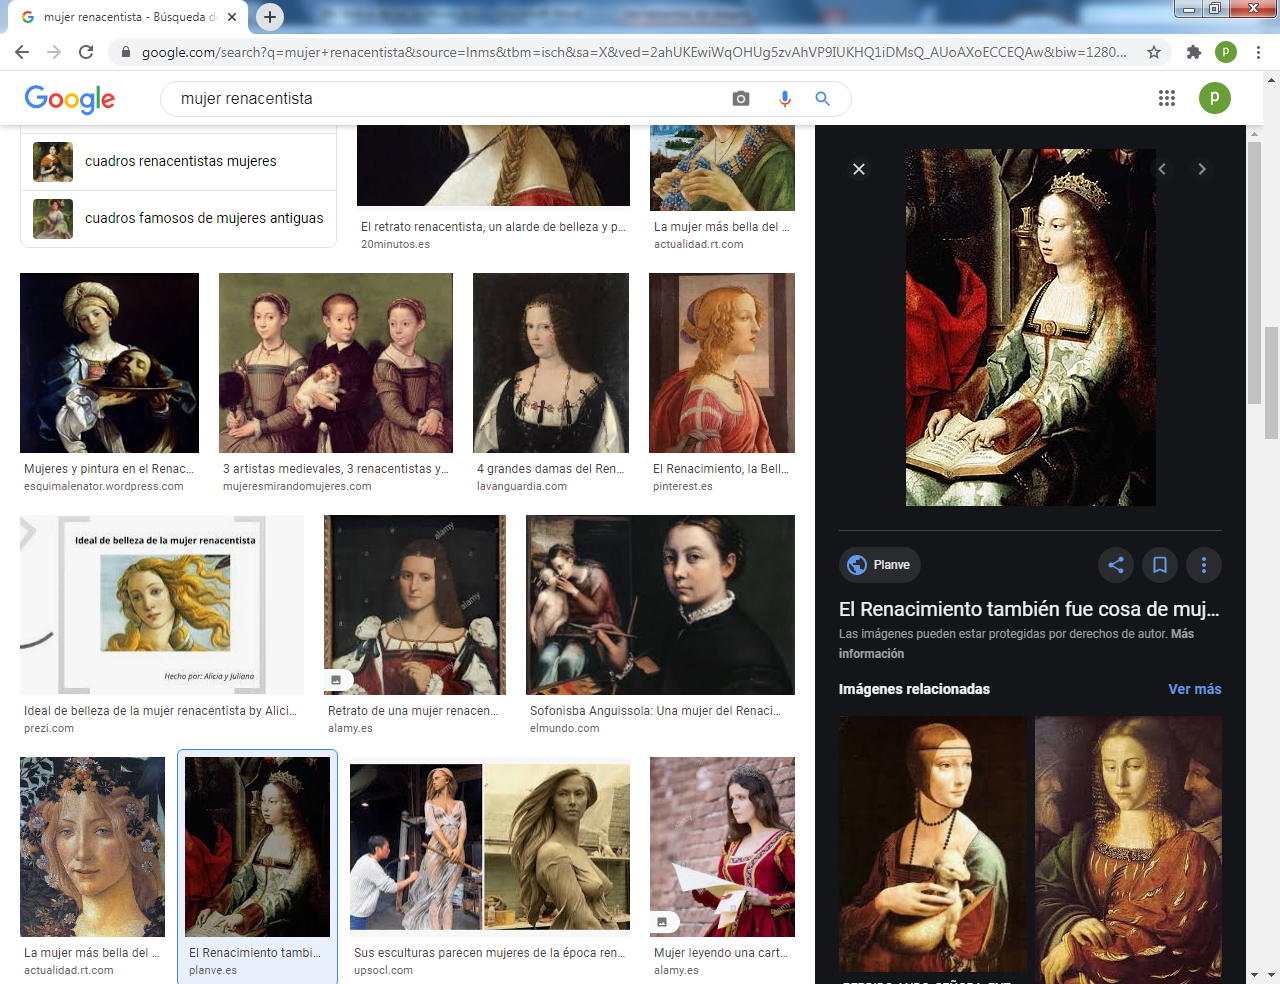 mujer renacentista - Búsqueda de
google.com/search?q=mujer+renacentista&source=lnms&tbm=isch&sa=X&ved=2ahUKEwiWqOHUg5zvAhVP9IUKHQ1iDMsQ_AUoAXoECCEQAw&biw=1280...
p
Google
mujer renacentista
p
cuadros renacentistas mujeres
cuadros famosos de mujeres antiguas
El retrato renacentista, un alarde de belleza y p...
20minutos.es
La mujer más bella del ...
actualidad.rt.com
Mujeres y pintura en el Renac...
esquimalenator.wordpress.com
3 artistas medievales, 3 renacentistas y...
mujeresmirandomujeres.com
4 grandes damas del Ren...
lavanguardia.com
El Renacimiento, la Bell...
pinterest.es
Ideal de belleza de la mujer renacentista
Hecho por: Alicia y Juliana
alamy
alamy
Ideal de belleza de la mujer renacentista by Alici...
prezi.com
Retrato de una mujer renacen...
alamy.es
Sofonisba Anguissola: Una mujer del Renaci...
elmundo.com
La mujer más bella del ...
actualidad.rt.com
El Renacimiento tambi...
planve.es
Sus esculturas parecen mujeres de la época ren...
upsocl.com
Mujer leyendo una cart...
alamy.es
Planve
El Renacimiento también fue cosa de muj...
Las imágenes pueden estar protegidas por derechos de autor. Más
información
Imágenes relacionadas
Ver más